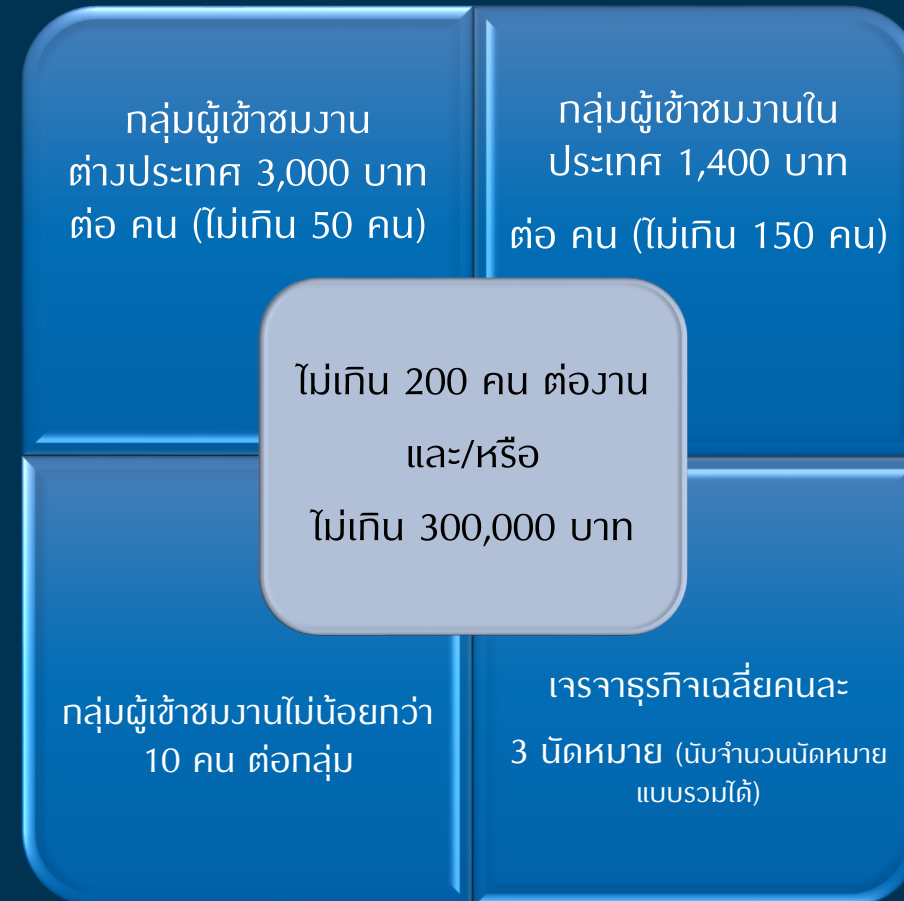 กลุ่มผู้เข้าชมงาน
ต่างประเทศ 3,000 บาท
ต่อ คน (ไม่เกิน 50 คน)
กลุ่มผู้เข้าชมงานใน
ประเทศ 1,400 บาท
ต่อ คน (ไม่เกิน 150 คน)
ไม่เกิน 200 คน ต่องาน
และ/หรือ
ไม่เกิน 300,000 บาท
กลุ่มผู้เข้าชมงานไม่น้อยกว่า
10 คน ต่อกลุ่ม
เจรจาธุรกิจเฉลี่ยคนละ
3 นัดหมาย (นับจำนวนนัดหมาย
แบบรวมได้)